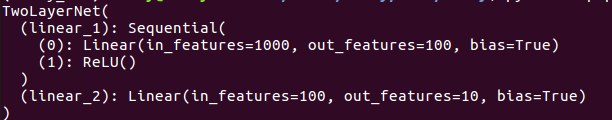 TwoLayerNet(
  (linear_1): Sequential(
    (0): Linear(in_features=1000, out_features=100, bias=True)
    (1): ReLU()
  )
  (linear_2): Linear(in_features=100, out_features=10, bias=True)
)